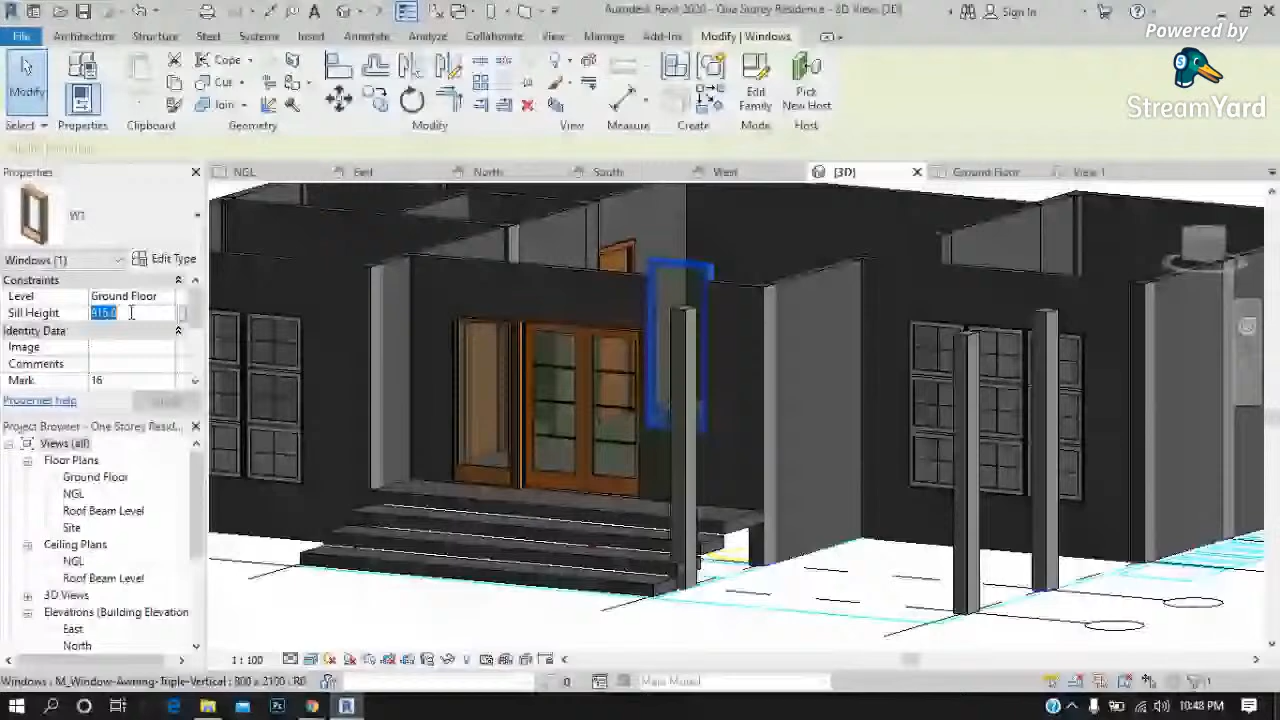 Autodesk Revit 2020 - One Storey Residence - 3D View: {3D}
Sign In
Powered by
StreamYard
File Architecture Structure Steel Systems Insert Annotate Analyze Collaborate View Manage Add-Ins Modify | Windows
Cope
Cut
Join
Modify
Edit Family
Pick New Host
Select Properties Clipboard Geometry Modify View Measure Create Mode Host
Properties
NGL East North South West {3D} Ground Floor View 1
Windows (1) Edit Type
Constraints
Level Ground Floor
Sill Height 915.0
Identity Data
Image
Comments
Mark 16
Properties help
Project Browser - One Storey Resid...
Views (all)
Floor Plans
Ground Floor
NGL
Roof Beam Level
Site
Ceiling Plans
NGL
Roof Beam Level
3D Views
Elevations (Building Elevation
East
North
1 : 100
Windows : M_Window-Awning-Triple-Vertical : 800 x 2100 : R0
:0
Main Model
:1
10:48 PM